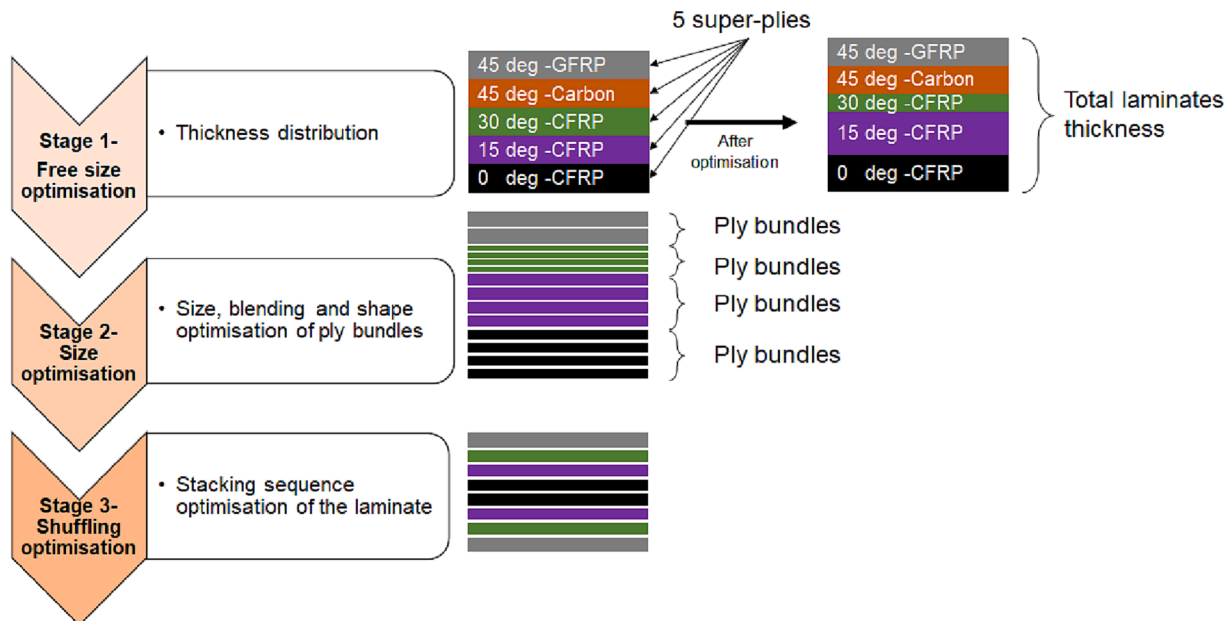 5 super-plies
Stage 1-
Free size
optimisation
• Thickness distribution
45 deg -GFRP
45 deg -Carbon
30 deg -CFRP
15 deg -CFRP
0 deg -CFRP
After
optimisation
45 deg -GFRP
45 deg -Carbon
30 deg -CFRP
15 deg -CFRP
0 deg -CFRP
Total laminates
thickness
Stage 2-
Size
optimisation
• Size, blending and shape
optimisation of ply bundles
Ply bundles
Ply bundles
Ply bundles
Ply bundles
Stage 3-
Shuffling
optimisation
• Stacking sequence
optimisation of the laminate